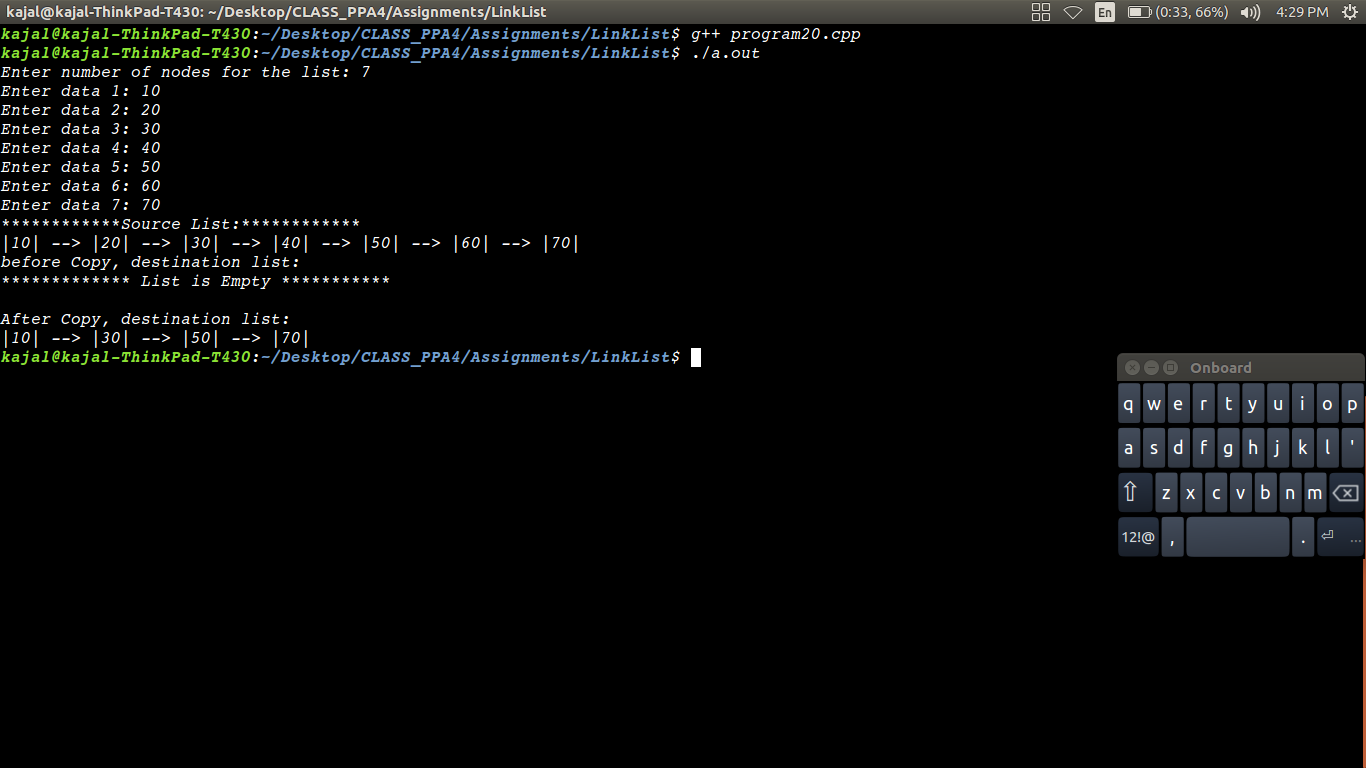 kajal@kajal-ThinkPad-T430: ~/Desktop/CLASS_PPA4/Assignments/LinkList En (0:33, 66%) 4:29 PM
kajal@kajal-ThinkPad-T430:~/Desktop/CLASS_PPA4/Assignments/LinkList$ g++ program20.cpp
kajal@kajal-ThinkPad-T430:~/Desktop/CLASS_PPA4/Assignments/LinkList$ ./a.out
Enter number of nodes for the list: 7
Enter data 1: 10
Enter data 2: 20
Enter data 3: 30
Enter data 4: 40
Enter data 5: 50
Enter data 6: 60
Enter data 7: 70
************Source List:************
|10| --> |20| --> |30| --> |40| --> |50| --> |60| --> |70|
before Copy, destination list:
************* List is Empty ***********
After Copy, destination list:
|10| --> |30| --> |50| --> |70|
kajal@kajal-ThinkPad-T430:~/Desktop/CLASS_PPA4/Assignments/LinkList$
Onboard
q w e r t y u i o p
a s d f g h j k l '
⇧ z x c v b n m ⌫
12!@ , . ⏎ ...